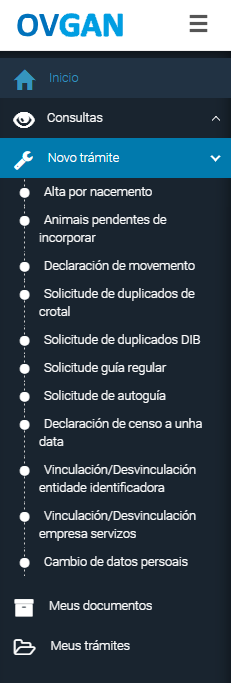 OVGAN
Inicio
Consultas
Novo trámite
Alta por nacemento
Animais pendentes de
incorporar
Declaración de movemento
Solicitude de duplicados de
crotal
Solicitude de duplicados DIB
Solicitude guía regular
Solicitude de autoguía
Declaración de censo a unha
data
Vinculación/Desvinculación
entidade identificadora
Vinculación/Desvinculación
empresa servizos
Cambio de datos persoais
Meus documentos
Meus trámites